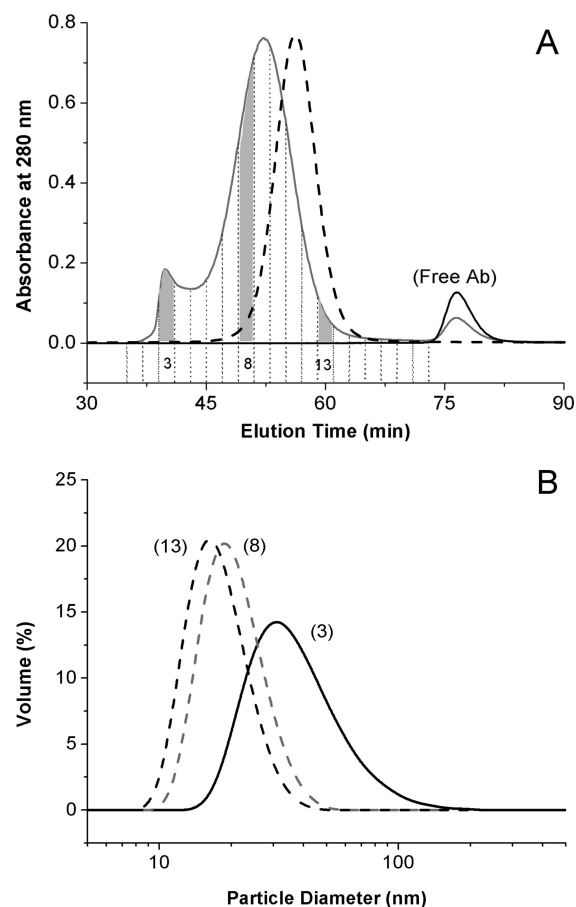 A
Absorbance at 280 nm
0.8
0.6
0.4
0.2
0.0
(Free Ab)
3 8 13
30 45 60 75 90
Elution Time (min)
B
Volume (%)
25
20
15
10
5
0
(13) (8)
(3)
10 100
Particle Diameter (nm)